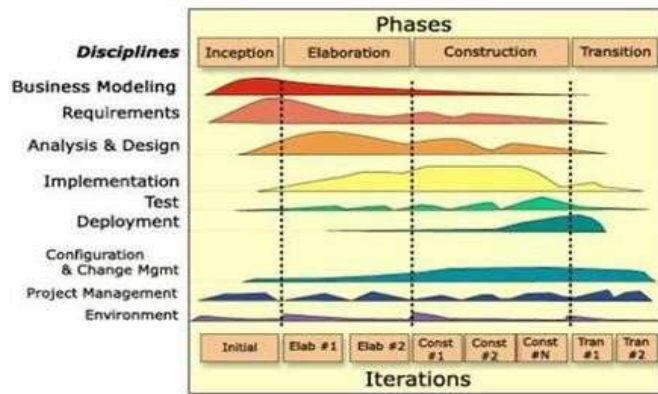 Phases
Disciplines
Inception Elaboration Construction Transition
Business Modeling
Requirements
Analysis & Design
Implementation
Test
Deployment
Configuration
& Change Mgmt
Project Management
Environment
Initial Elab #1 Elab #2 Const #1 Const #2 Const #N Tran #1 Tran #2
Iterations